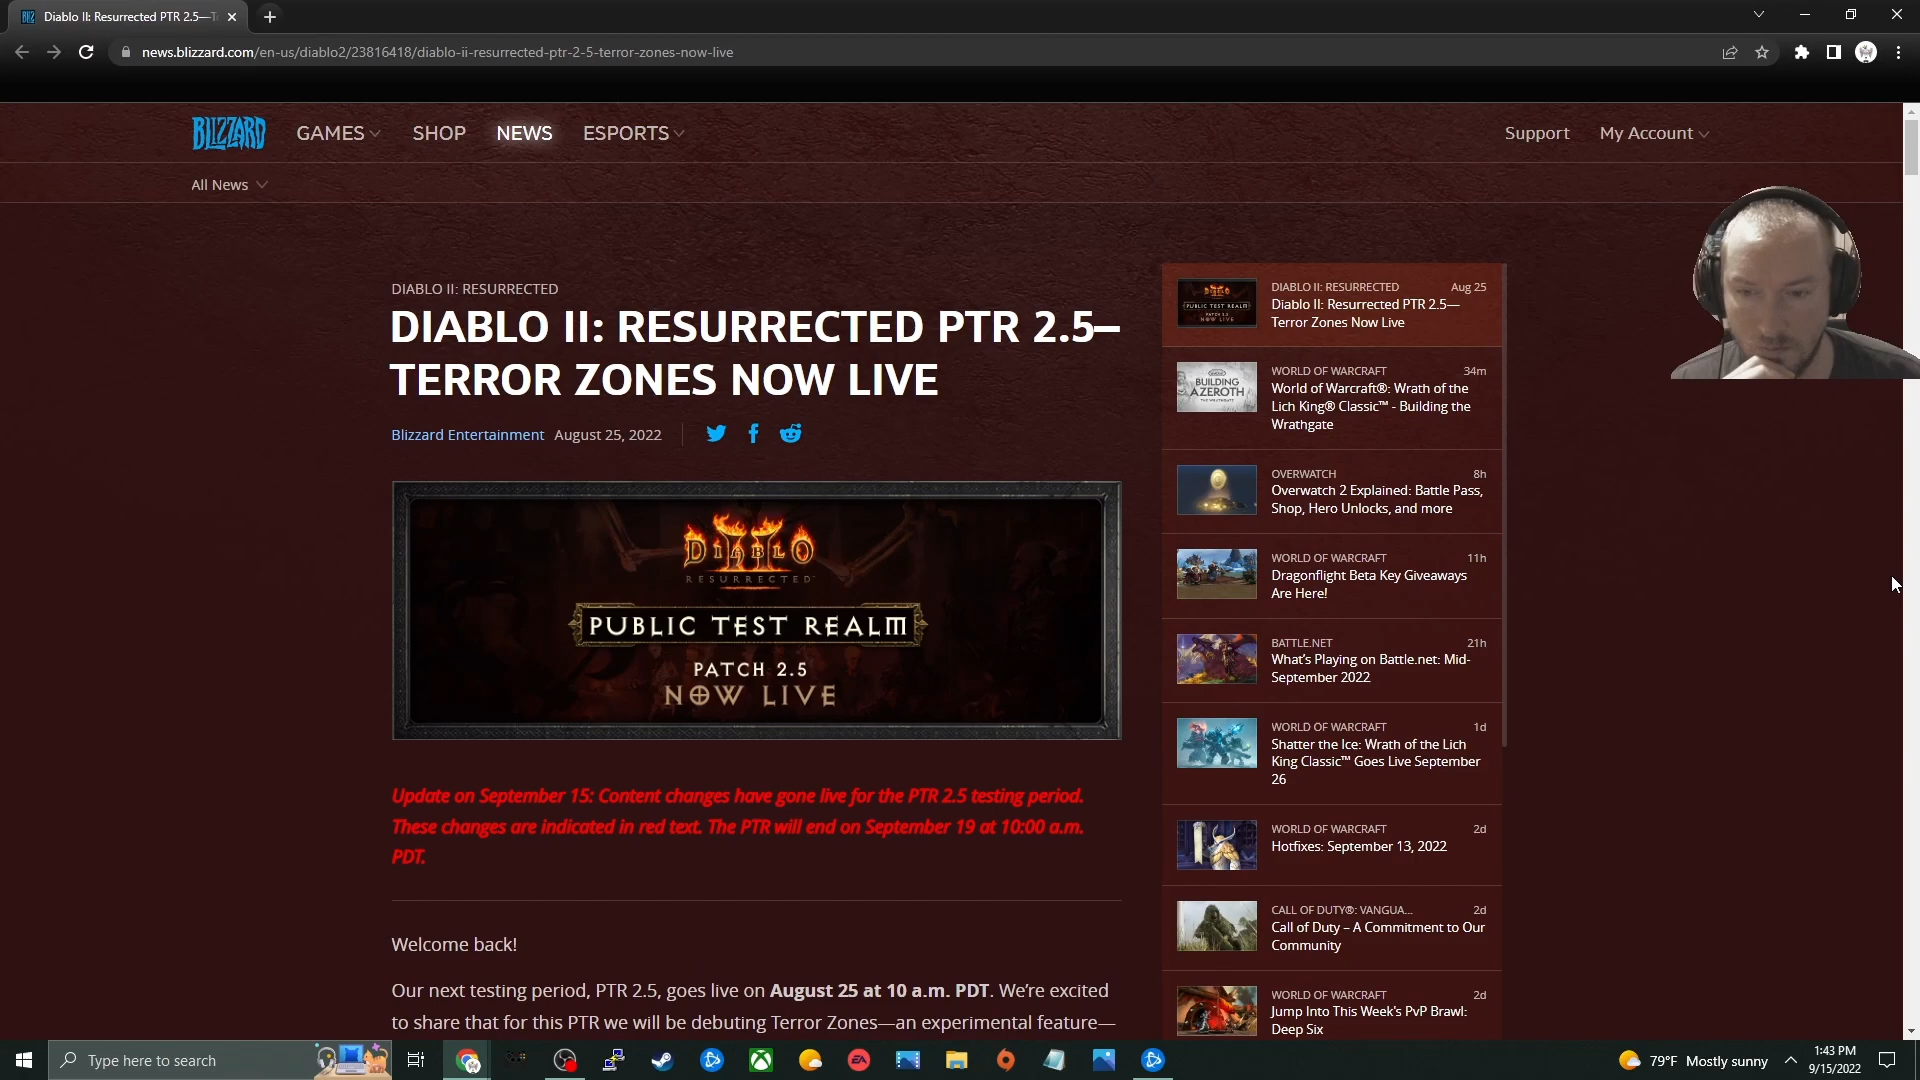 Diablo II: Resurrected PTR 2.5—T
news.blizzard.com/en-us/diablo2/23816418/diablo-ii-resurrected-ptr-2-5-terror-zones-now-live
BLIZZARD GAMES SHOP NEWS ESPORTS Support My Account
All News
DIABLO II: RESURRECTED
DIABLO II: RESURRECTED PTR 2.5—
TERROR ZONES NOW LIVE
Blizzard Entertainment August 25, 2022
DIABLO II
RESURRECTED
PUBLIC TEST REALM
PATCH 2.5
NOW LIVE
Update on September 15: Content changes have gone live for the PTR 2.5 testing period.
These changes are indicated in red text. The PTR will end on September 19 at 10:00 a.m.
PDT.
Welcome back!
Our next testing period, PTR 2.5, goes live on August 25 at 10 a.m. PDT. We're excited
to share that for this PTR we will be debuting Terror Zones—an experimental feature—
DIABLO II: RESURRECTED Aug 25
Diablo II: Resurrected PTR 2.5—
Terror Zones Now Live
DIABLO
PUBLIC TEST REALM
PATCH 2.5
NOW LIVE
WORLD OF WARCRAFT 34m
World of Warcraft®: Wrath of the
Lich King® Classic™ - Building the
Wrathgate
BUILDING
AZEROTH
OVERWATCH 8h
Overwatch 2 Explained: Battle Pass,
Shop, Hero Unlocks, and more
WORLD OF WARCRAFT 11h
Dragonflight Beta Key Giveaways
Are Here!
BATTLE.NET 21h
What's Playing on Battle.net: Mid-
September 2022
WORLD OF WARCRAFT 1d
Shatter the Ice: Wrath of the Lich
King Classic™ Goes Live September
26
WORLD OF WARCRAFT 2d
Hotfixes: September 13, 2022
CALL OF DUTY®: VANGUA... 2d
Call of Duty – A Commitment to Our
Community
WORLD OF WARCRAFT 2d
Jump Into This Week's PvP Brawl:
Deep Six
Type here to search
EA
79°F Mostly sunny
1:43 PM
9/15/2022